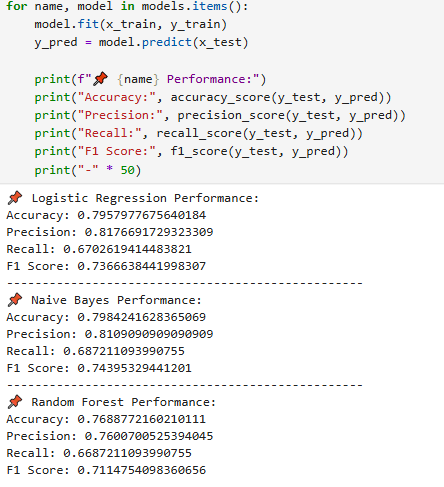 for name, model in models.items():
    model.fit(x_train, y_train)
    y_pred = model.predict(x_test)

    print(f"📌 {name} Performance:")
    print("Accuracy:", accuracy_score(y_test, y_pred))
    print("Precision:", precision_score(y_test, y_pred))
    print("Recall:", recall_score(y_test, y_pred))
    print("F1 Score:", f1_score(y_test, y_pred))
    print("-" * 50)
📌 Logistic Regression Performance:
Accuracy: 0.7957977675640184
Precision: 0.8176691729323309
Recall: 0.6702619414483821
F1 Score: 0.7366638441998307
--------------------------------------------------
📌 Naive Bayes Performance:
Accuracy: 0.7984241628365069
Precision: 0.8109090909090909
Recall: 0.687211093990755
F1 Score: 0.74395329441201
--------------------------------------------------
📌 Random Forest Performance:
Accuracy: 0.7688772160210111
Precision: 0.7600700525394045
Recall: 0.6687211093990755
F1 Score: 0.7114754098360656